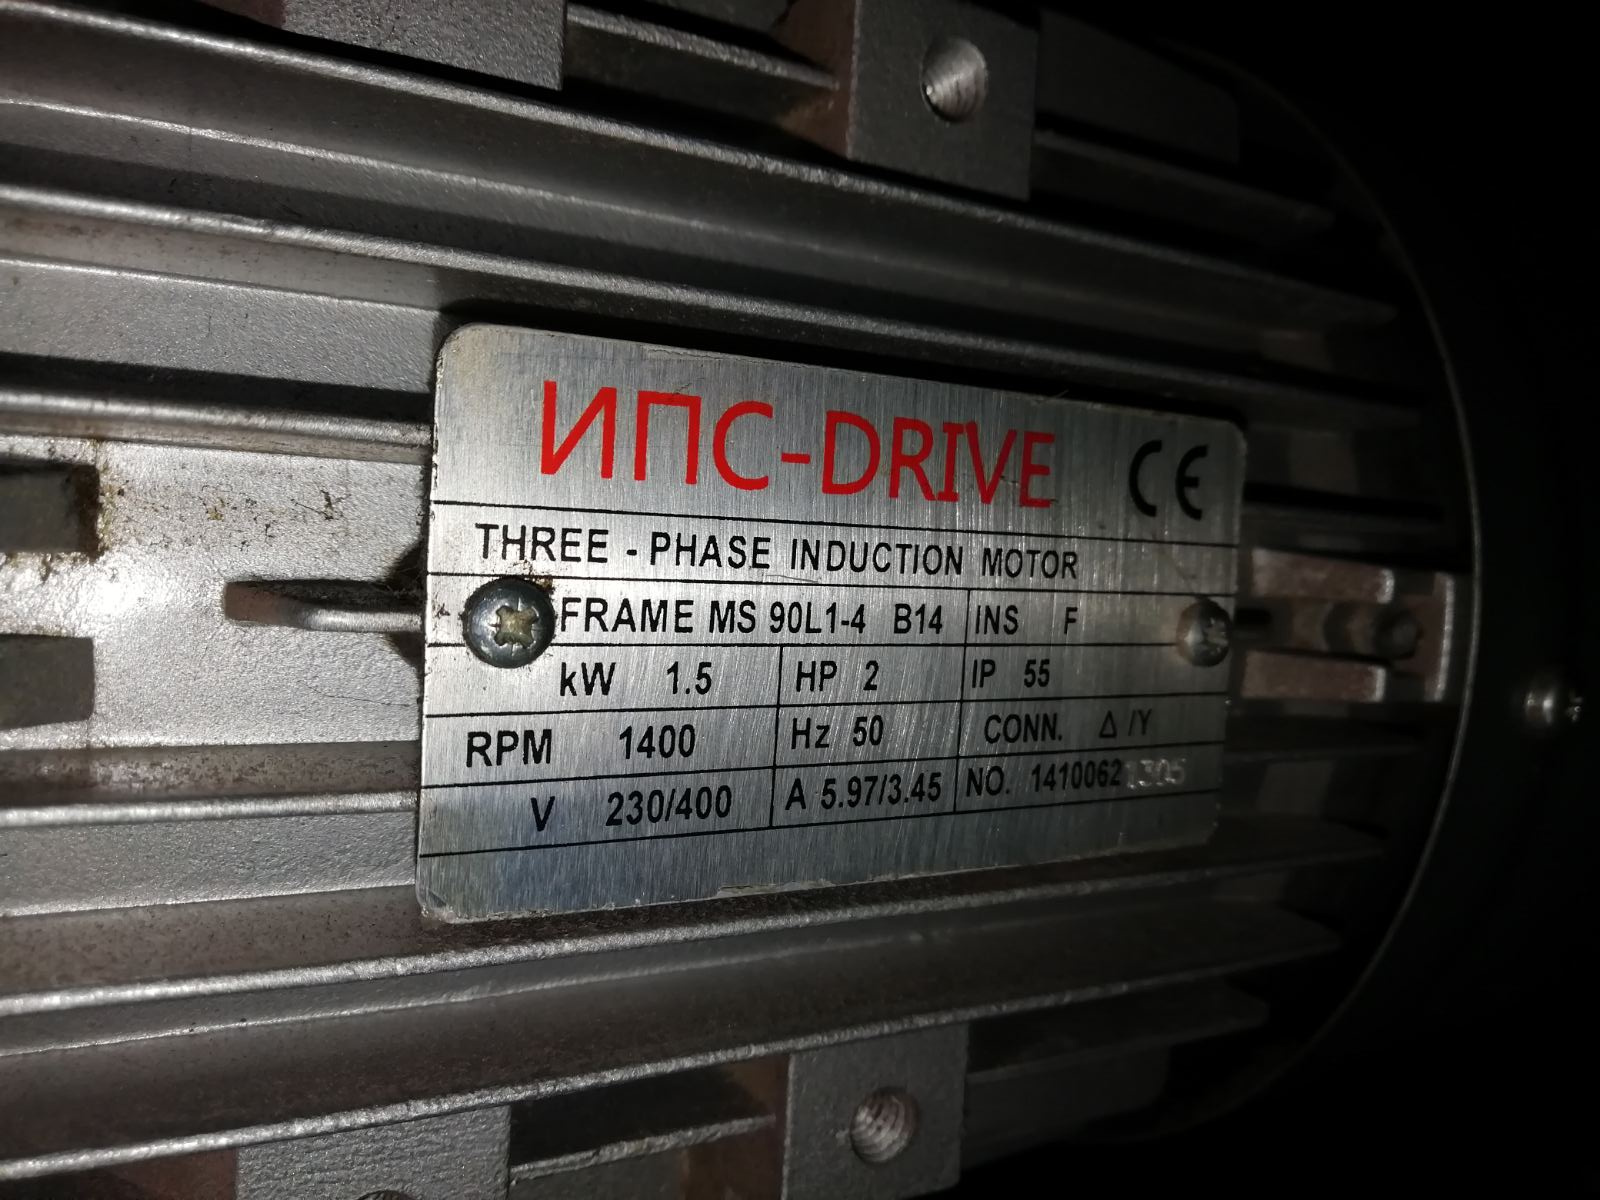 ИПС-DRIVE CE
THREE - PHASE INDUCTION MOTOR
FRAME MS 90L1-4 B14 INS F
kW 1.5 HP 2 IP 55
RPM 1400 Hz 50 CONN. Δ/Y
V 230/400 A 5.97/3.45 NO. 1410062